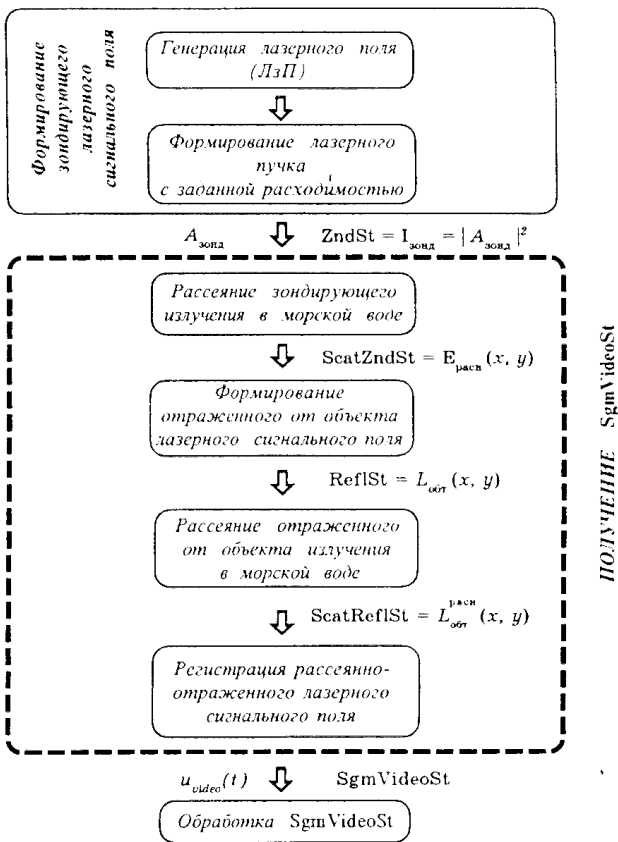 Формирование
зондирующего
лазерного
сигнального поля
Генерация лазерного поля
(ЛзП)
Формирование лазерного
пучка
с заданной расходимостью
A_зонд ZndSt = I_зонд = | A_зонд |²
Рассеяние зондирующего
излучения в морской воде
ScatZndSt = E_расн (x, y)
Формирование
отраженного от объекта
лазерного сигнального поля
ReflSt = L_обт (x, y)
Рассеяние отраженного
от объекта излучения
в морской воде
ScatReflSt = L_обт^расн (x, y)
Регистрация рассеянно-
отраженного лазерного
сигнального поля
ПОЛУЧЕНИЕ SgmVideoSt
u_video(t) SgmVideoSt
Обработка SgmVideoSt